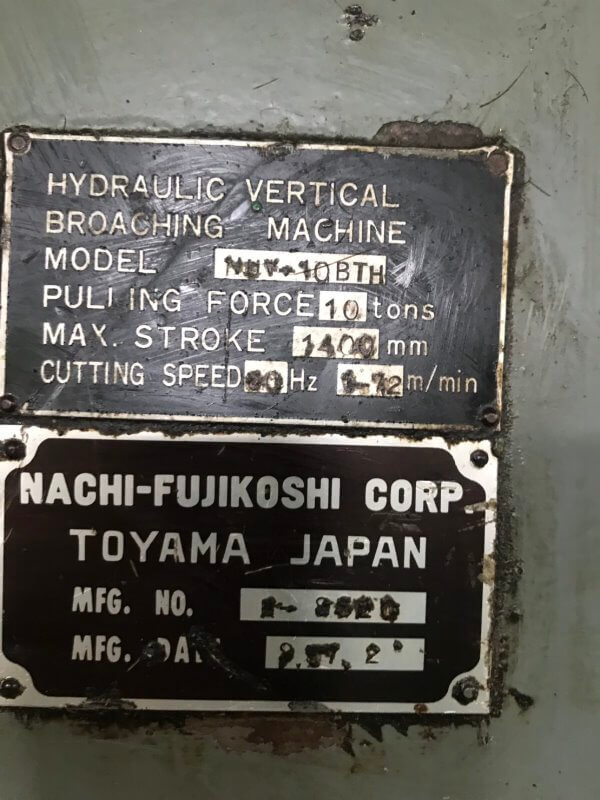 HYDRAULIC VERTICAL
BROACHING MACHINE
MODEL
PULLING FORCE 10 tons
MAX. STROKE 1400 mm
CUTTING SPEED Hz m/min
NACHI-FUJIKOSHI CORP.
TOYAMA JAPAN
MFG. NO.
MFG.